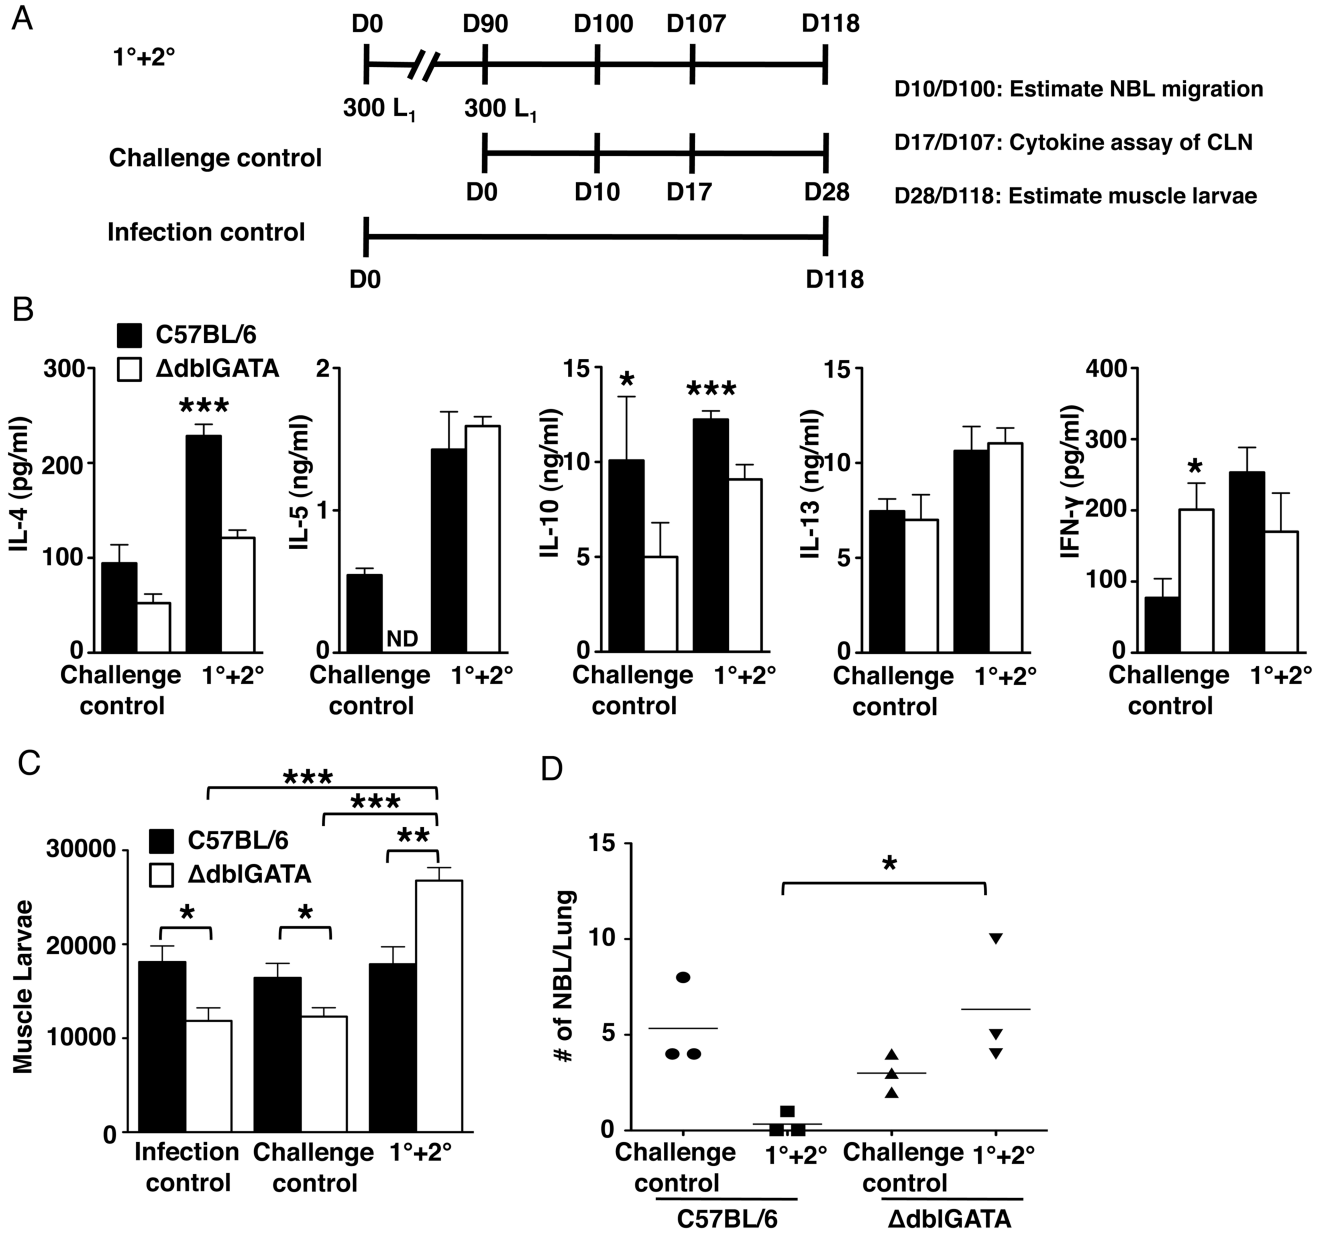 A
D0 D90 D100 D107 D118
1°+2°
300 L1 300 L1
D10/D100: Estimate NBL migration
D17/D107: Cytokine assay of CLN
D28/D118: Estimate muscle larvae
Challenge control
D0 D10 D17 D28
Infection control
D0 D118
B
C57BL/6
ΔdblGATA
IL-4 (pg/ml)
300
200
100
0
***
Challenge control
1°+2°
IL-5 (ng/ml)
2
1
0
ND
Challenge control
1°+2°
IL-10 (ng/ml)
15
10
5
0
*
***
Challenge control
1°+2°
IL-13 (ng/ml)
15
10
5
0
Challenge control
1°+2°
IFN-γ (pg/ml)
400
300
200
100
0
*
Challenge control
1°+2°
C
***
***
**
C57BL/6
ΔdblGATA
*
*
Muscle Larvae
30000
20000
10000
0
Infection control
Challenge control
1°+2°
D
# of NBL/Lung
15
10
5
0
*
Challenge control
1°+2°
Challenge control
1°+2°
C57BL/6
ΔdblGATA